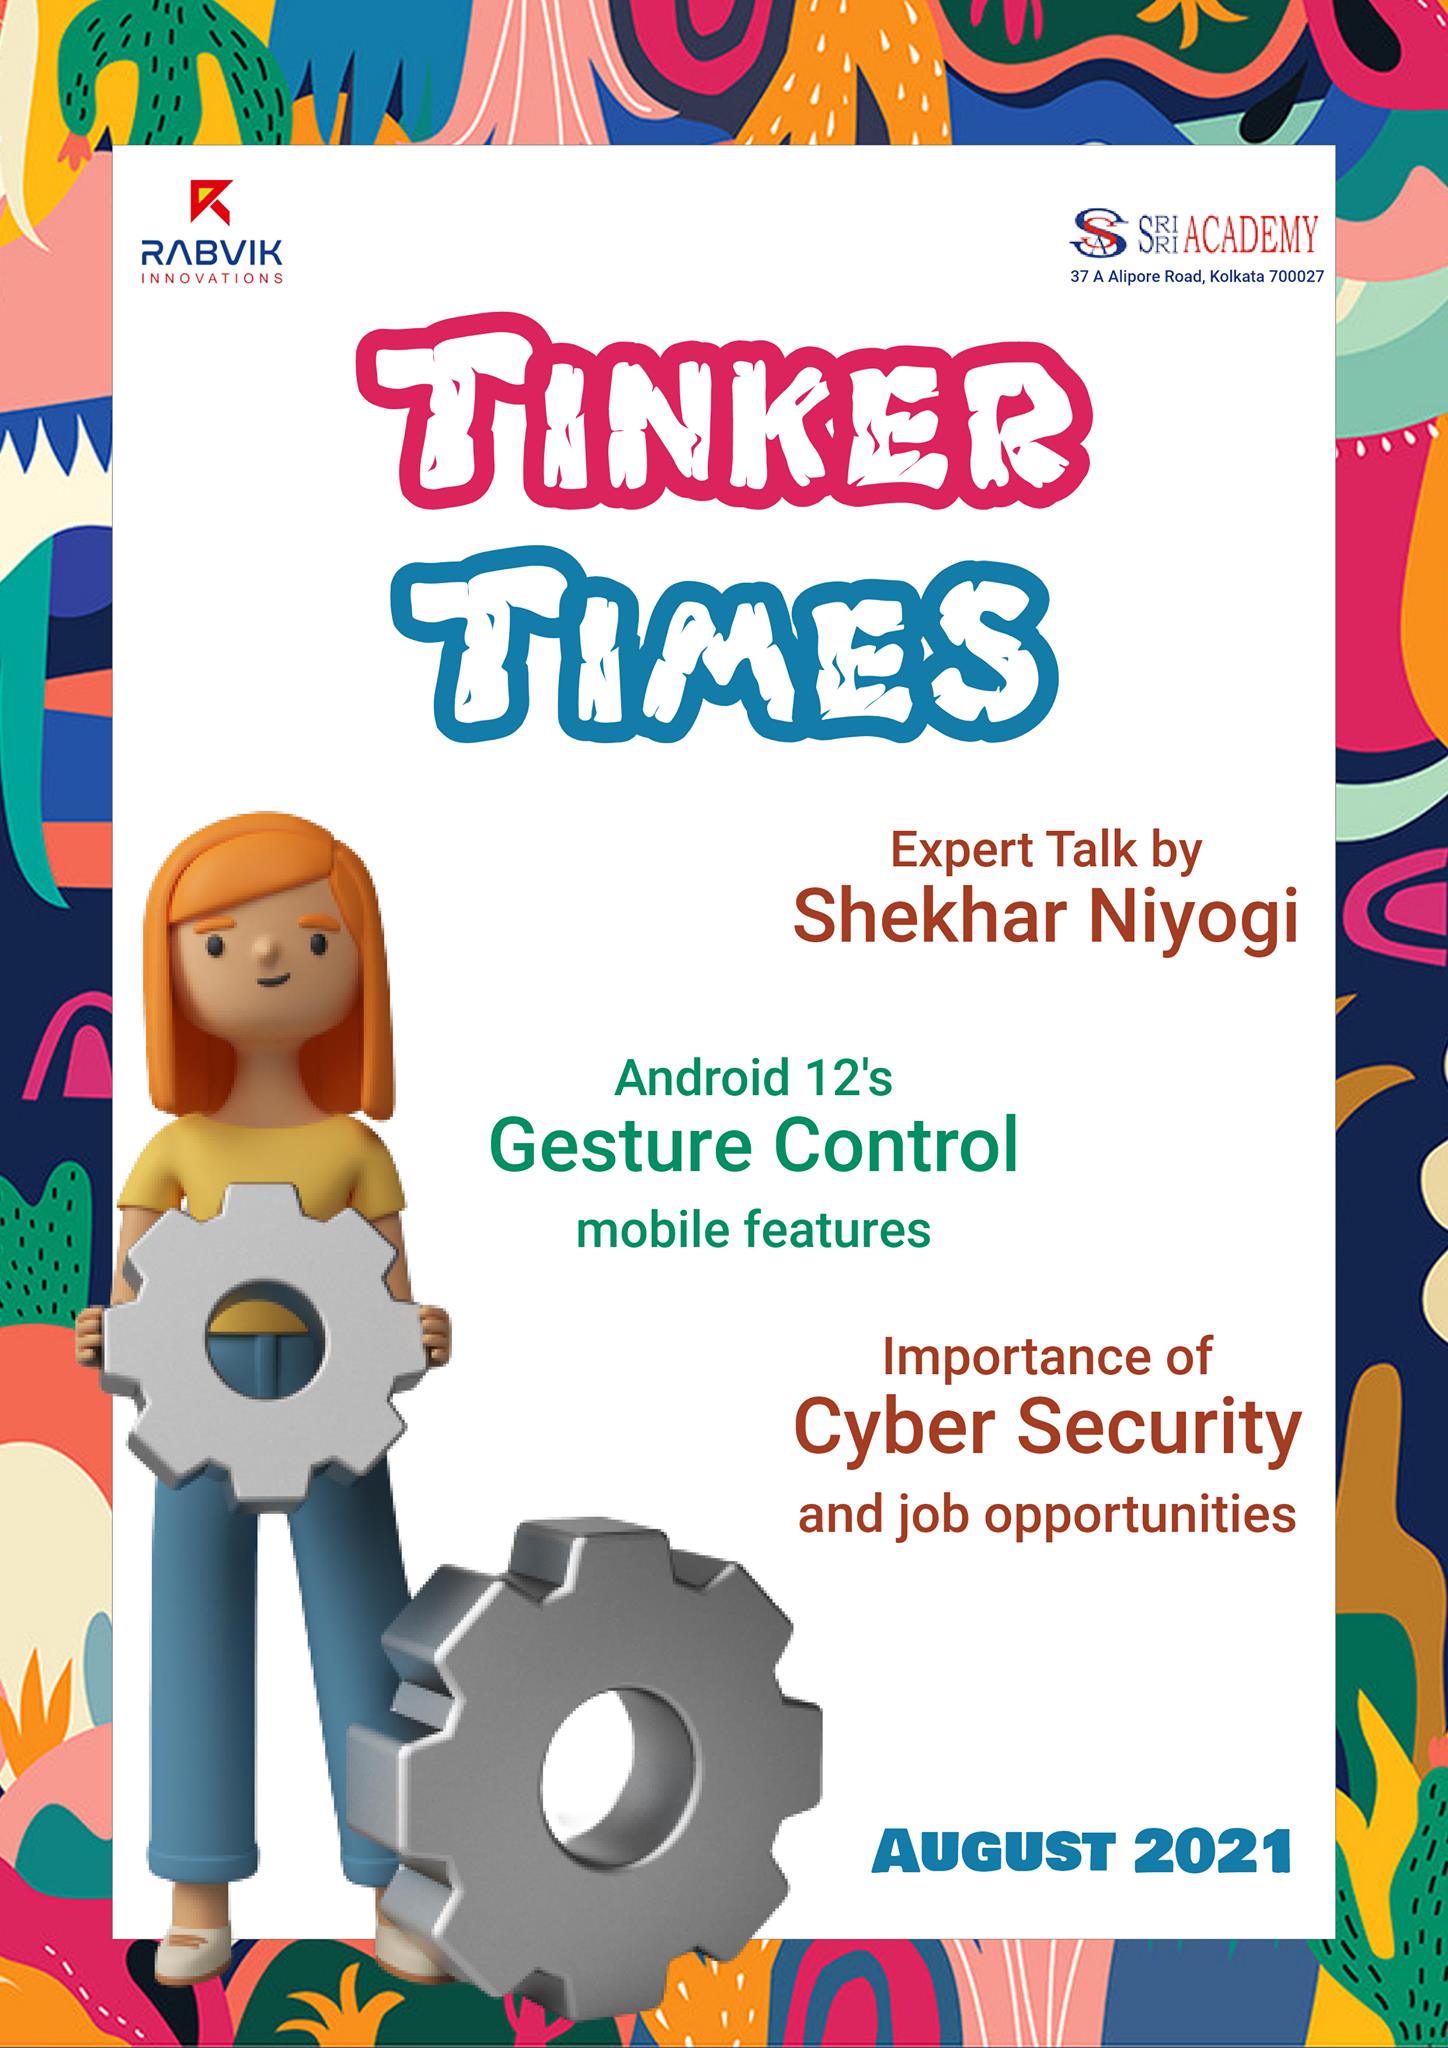 RABVIK
INNOVATIONS
SRI SRI ACADEMY
37 A Alipore Road, Kolkata 700027
TINKER
TIMES
Expert Talk by
Shekhar Niyogi
Android 12's
Gesture Control
mobile features
Importance of
Cyber Security
and job opportunities
AUGUST 2021